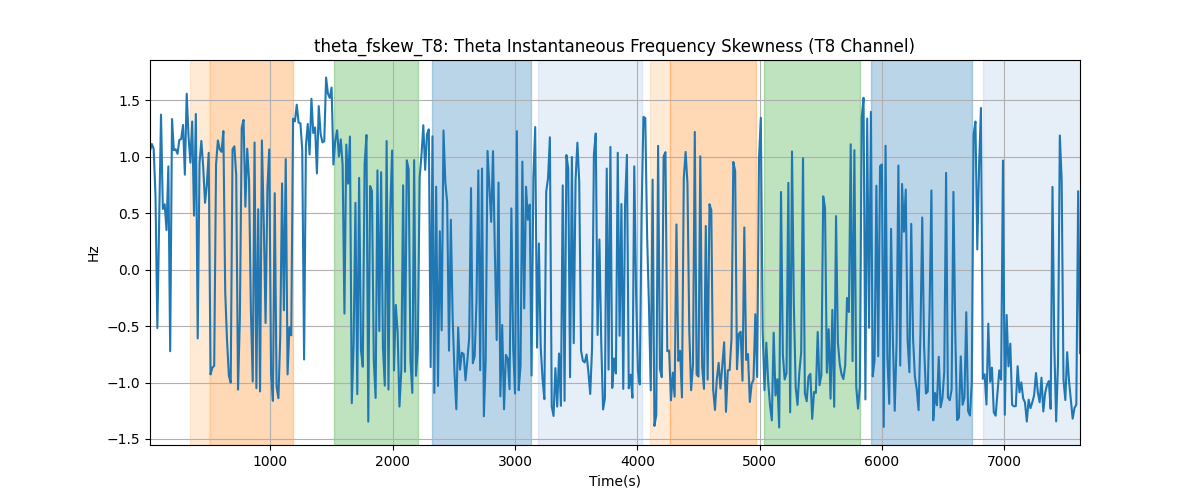 theta_fskew_T8: Theta Instantaneous Frequency Skewness (T8 Channel)
1.5
1.0
0.5
0.0
−0.5
−1.0
−1.5
Hz
1000 2000 3000 4000 5000 6000 7000
Time(s)